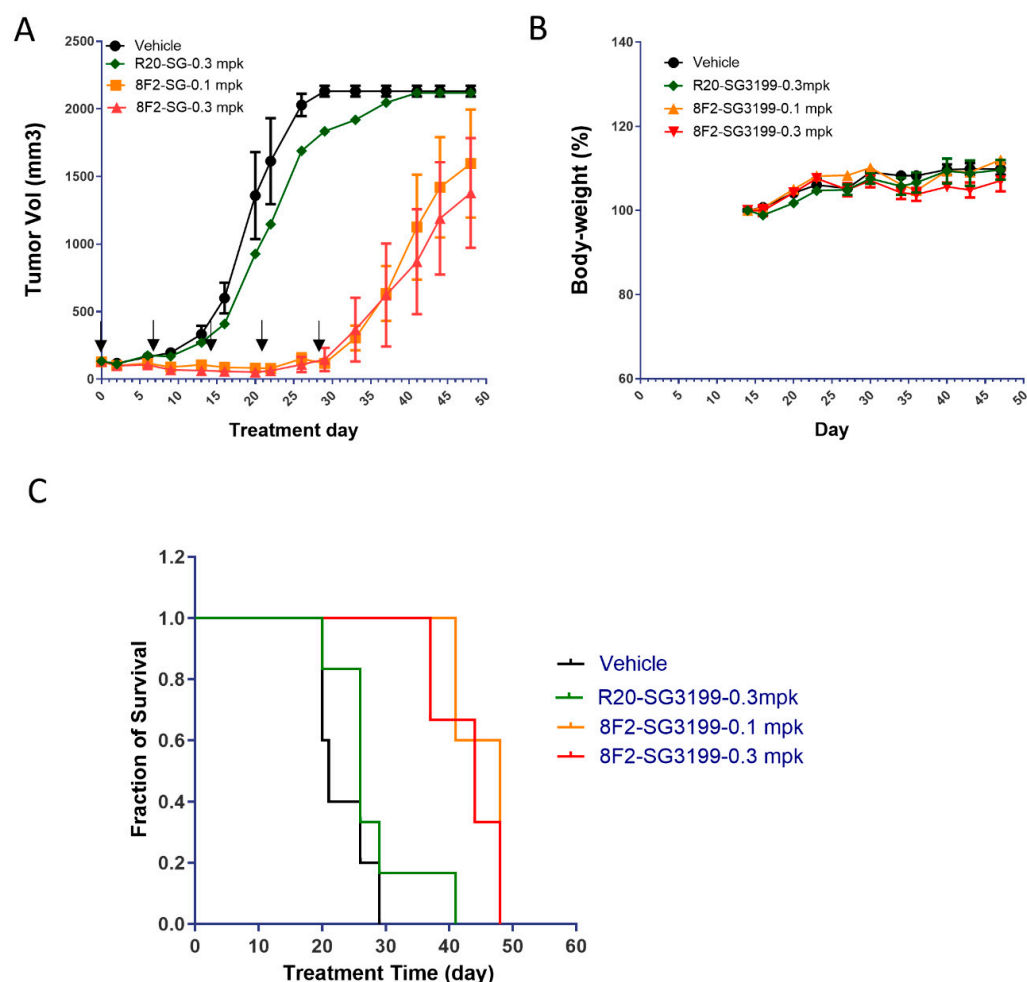 A
2500
2000
1500
1000
500
0
Tumor Vol (mm3)
Vehicle
R20-SG-0.3 mpk
8F2-SG-0.1 mpk
8F2-SG-0.3 mpk
0 5 10 15 20 25 30 35 40 45 50
Treatment day
B
140
120
100
80
60
Body-weight (%)
Vehicle
R20-SG3199-0.3mpk
8F2-SG3199-0.1 mpk
8F2-SG3199-0.3 mpk
0 5 10 15 20 25 30 35 40 45 50
Day
C
1.2
1.0
0.8
0.6
0.4
0.2
0.0
Fraction of Survival
Vehicle
R20-SG3199-0.3mpk
8F2-SG3199-0.1 mpk
8F2-SG3199-0.3 mpk
0 10 20 30 40 50 60
Treatment Time (day)